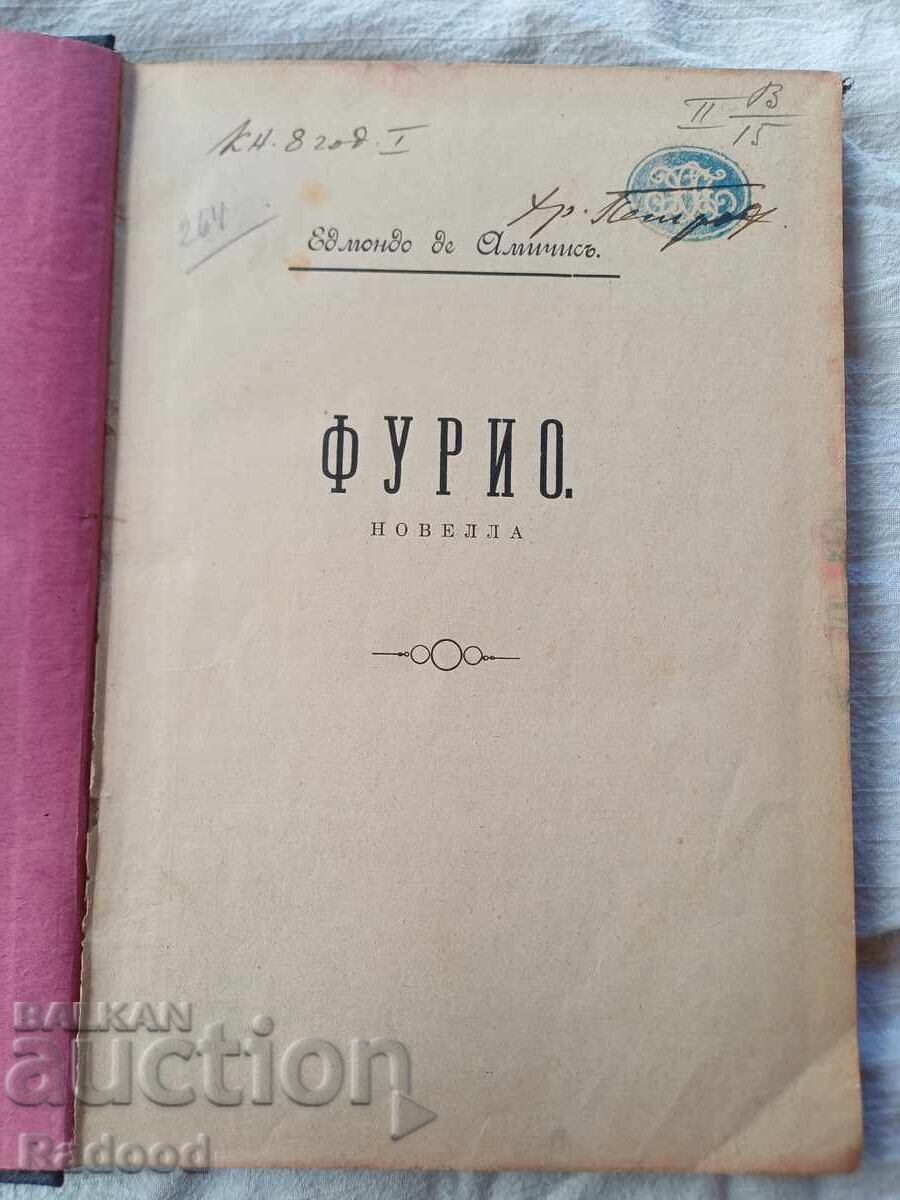 II В/15
Кн. 8 год. I
Хр. Петров
264
Едмондо де Амичисъ.
ФУРИО.
НОВЕЛЛА
BALKAN
auction
Radood